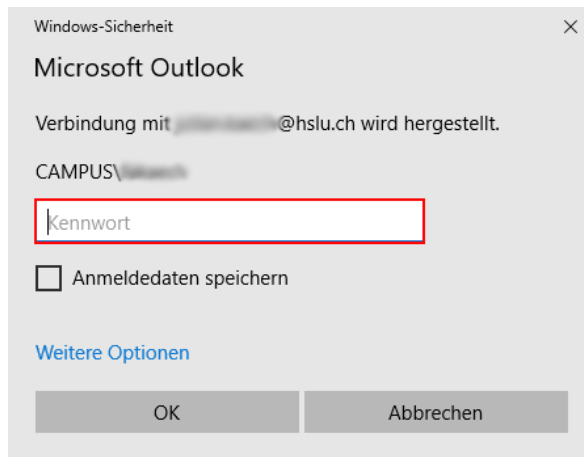 Windows-Sicherheit
Microsoft Outlook
Verbindung mit @hslu.ch wird hergestellt.
CAMPUS\
Kennwort
Anmeldedaten speichern
Weitere Optionen
OK Abbrechen